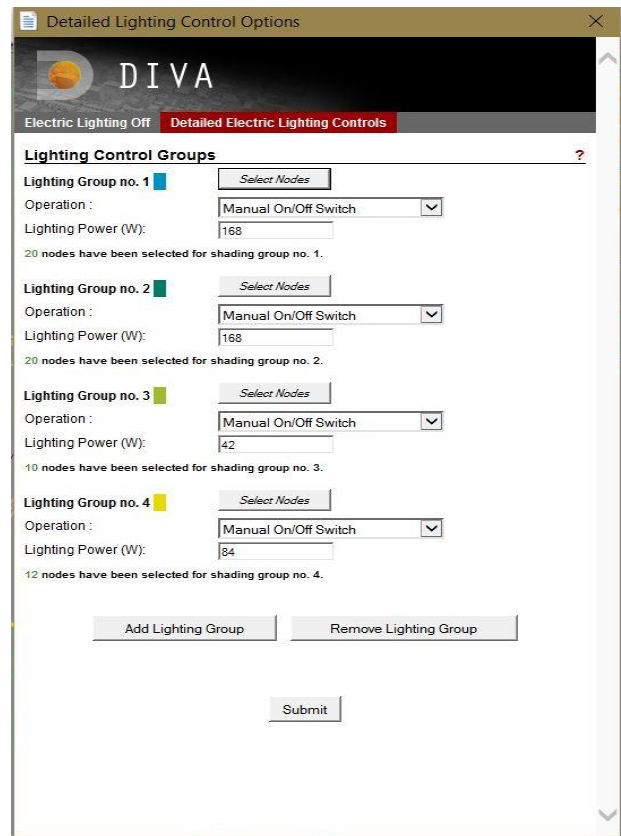 Detailed Lighting Control Options
DIVA
Electric Lighting Off Detailed Electric Lighting Controls
Lighting Control Groups ?
Lighting Group no. 1 Select Nodes
Operation : Manual On/Off Switch
Lighting Power (W): 168
20 nodes have been selected for shading group no. 1.
Lighting Group no. 2 Select Nodes
Operation : Manual On/Off Switch
Lighting Power (W): 168
20 nodes have been selected for shading group no. 2.
Lighting Group no. 3 Select Nodes
Operation : Manual On/Off Switch
Lighting Power (W): 42
10 nodes have been selected for shading group no. 3.
Lighting Group no. 4 Select Nodes
Operation : Manual On/Off Switch
Lighting Power (W): 84
12 nodes have been selected for shading group no. 4.
Add Lighting Group Remove Lighting Group
Submit